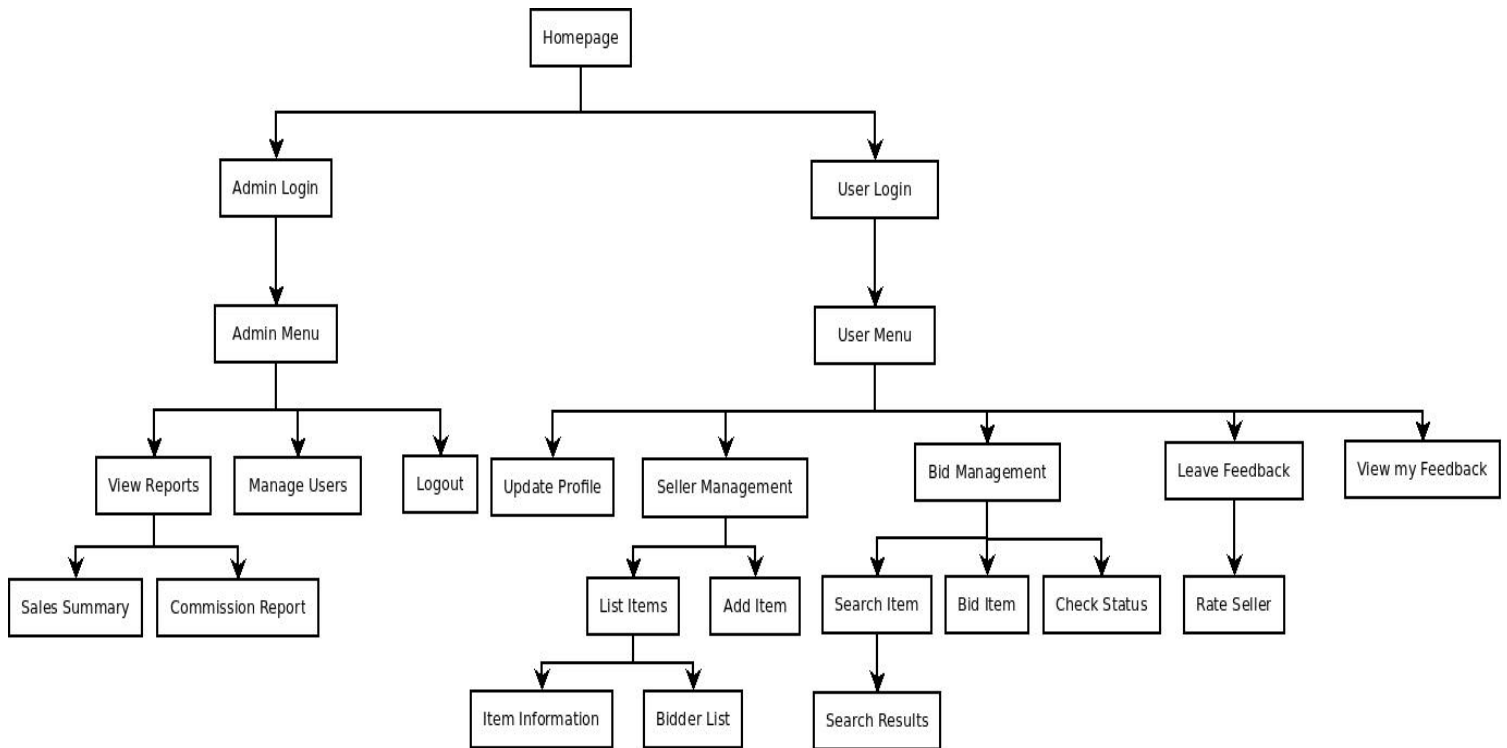 Homepage
Admin Login
User Login
Admin Menu
User Menu
View Reports
Manage Users
Logout
Update Profile
Seller Management
Bid Management
Leave Feedback
View my Feedback
Sales Summary
Commission Report
List Items
Add Item
Search Item
Bid Item
Check Status
Rate Seller
Item Information
Bidder List
Search Results